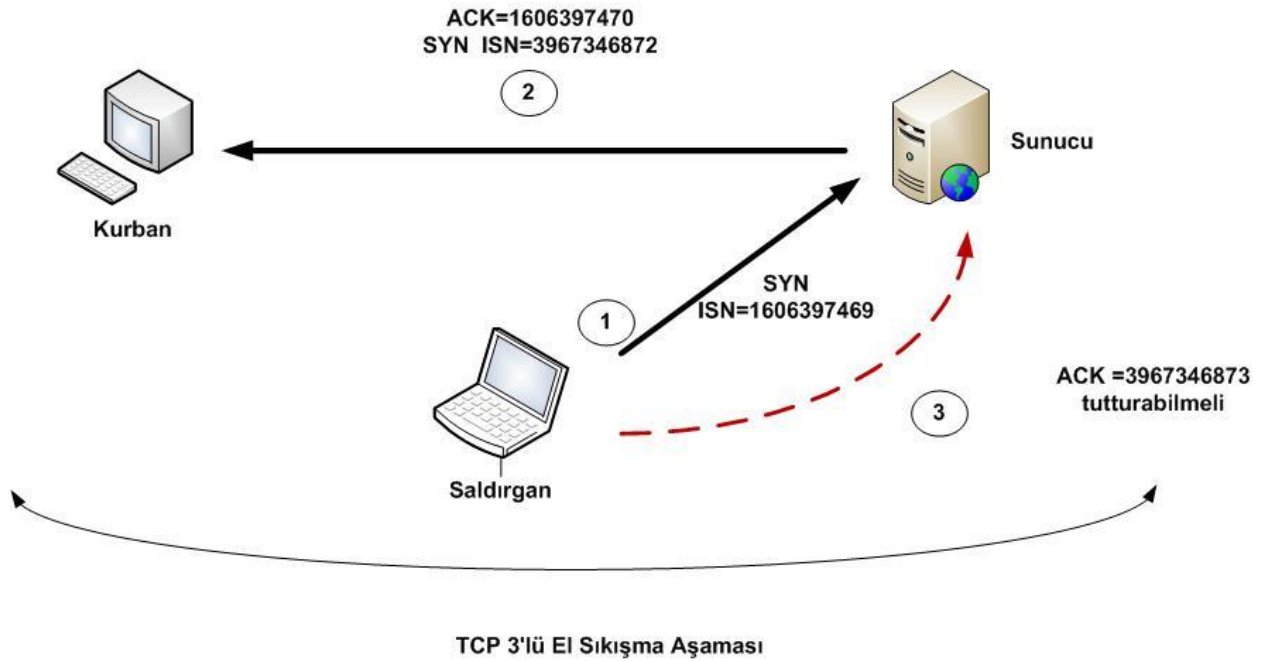 ACK=1606397470
SYN ISN=3967346872
2
Sunucu
Kurban
SYN
ISN=1606397469
1
ACK =3967346873
tutturabilmeli
3
Saldırgan
TCP 3'lü El Sıkışma Aşaması